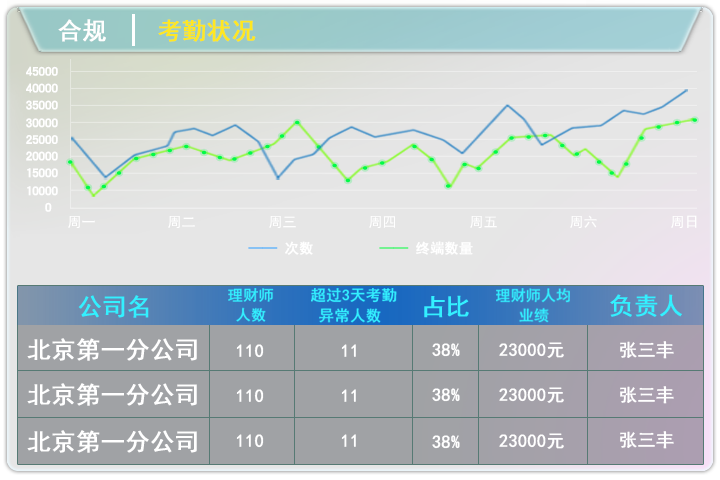 合规 考勤状况
45000
40000
35000
30000
25000
20000
15000
10000
0
周一 周二 周三 周四 周五 周六 周日
次数 终端数量
公司名 理财师人数 超过3天考勤异常人数 占比 理财师人均业绩 负责人
北京第一分公司 110 11 38% 23000元 张三丰
北京第一分公司 110 11 38% 23000元 张三丰
北京第一分公司 110 11 38% 23000元 张三丰